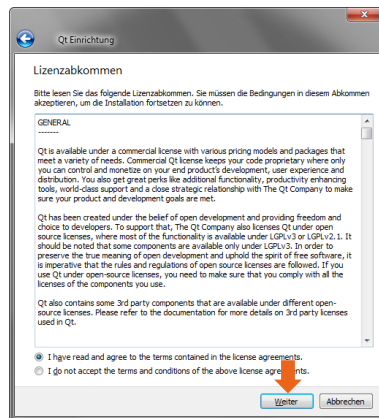 Qt Einrichtung
Lizenzabkommen
Bitte lesen Sie das folgende Lizenzabkommen. Sie müssen die Bedingungen in diesem Abkommen
akzeptieren, um die Installation fortsetzen zu können.
GENERAL
-------
Qt is available under a commercial license with various pricing models and packages that
meet a variety of needs. Commercial Qt license keeps your code proprietary where only
you can control and monetize on your end product's development, user experience and
distribution. You also get great perks like additional functionality, productivity enhancing
tools, world-class support and a close strategic relationship with The Qt Company to make
sure your product and development goals are met.
Qt has been created under the belief of open development and providing freedom and
choice to developers. To support that, The Qt Company also licenses Qt under open
source licenses, where most of the functionality is available under LGPLv3 or LGPLv2.1. It
should be noted that some components are available only under LGPLv3. In order to
preserve the true meaning of open development and uphold the spirit of free software, it
is imperative that the rules and regulations of open source licenses are followed. If you
use Qt under open-source licenses, you need to make sure that you comply with all the
licenses of the components you use.
Qt also contains some 3rd party components that are available under different open-
source licenses. Please refer to the documentation for more details on 3rd party licenses
used in Qt.
I have read and agree to the terms contained in the license agreements.
I do not accept the terms and conditions of the above license agreements.
Weiter
Abbrechen